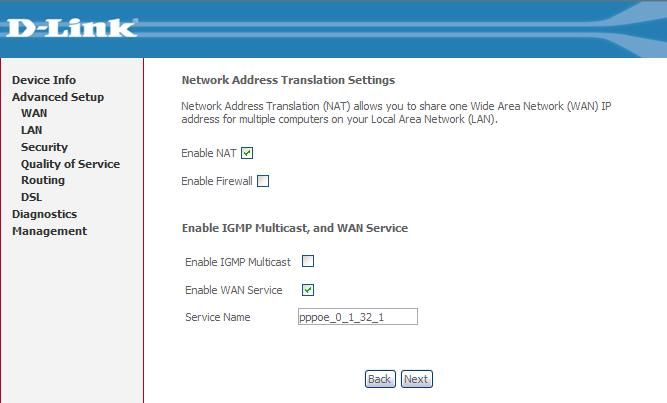 D-Link
Device Info
Advanced Setup
WAN
LAN
Security
Quality of Service
Routing
DSL
Diagnostics
Management
Network Address Translation Settings
Network Address Translation (NAT) allows you to share one Wide Area Network (WAN) IP
address for multiple computers on your Local Area Network (LAN).
Enable NAT
Enable Firewall
Enable IGMP Multicast, and WAN Service
Enable IGMP Multicast
Enable WAN Service
Service Name pppoe_0_1_32_1
Back Next